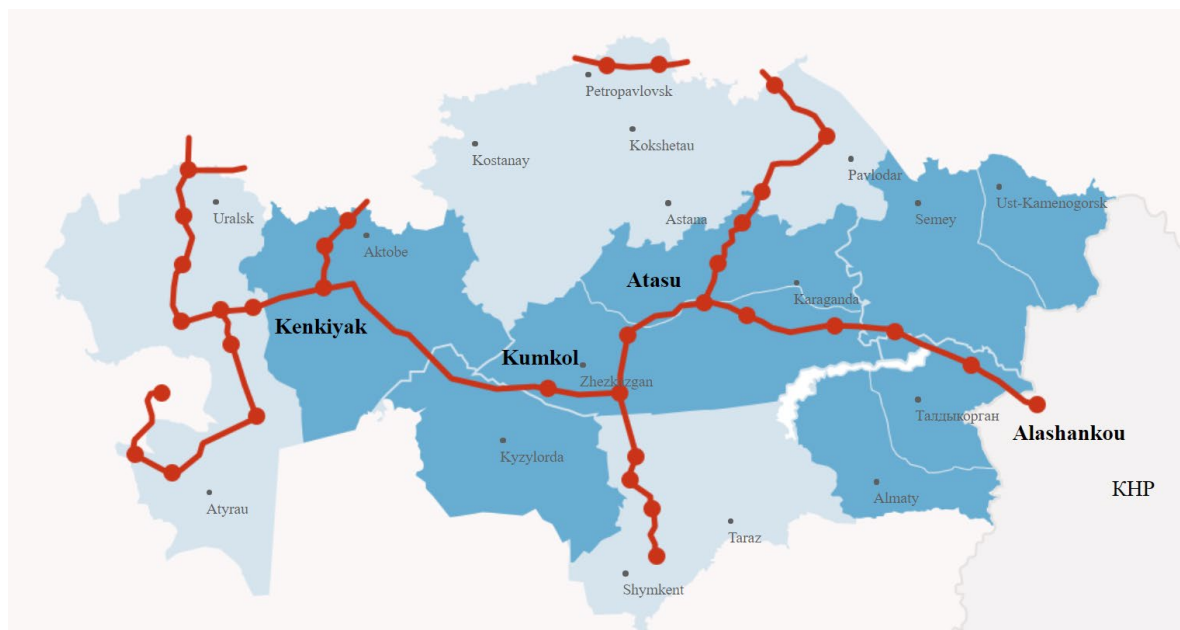 Petropavlovsk
Kokshetau
Kostanay
Pavlodar
Ust-Kamenogorsk
Uralsk
Astana
Semey
Aktobe
Atasu
Karaganda
Kenkiyak
Kumkol
Zhezkazgan
Талдыкорган
Alashankou
Kyzylorda
КНР
Almaty
Atyrau
Taraz
Shymkent